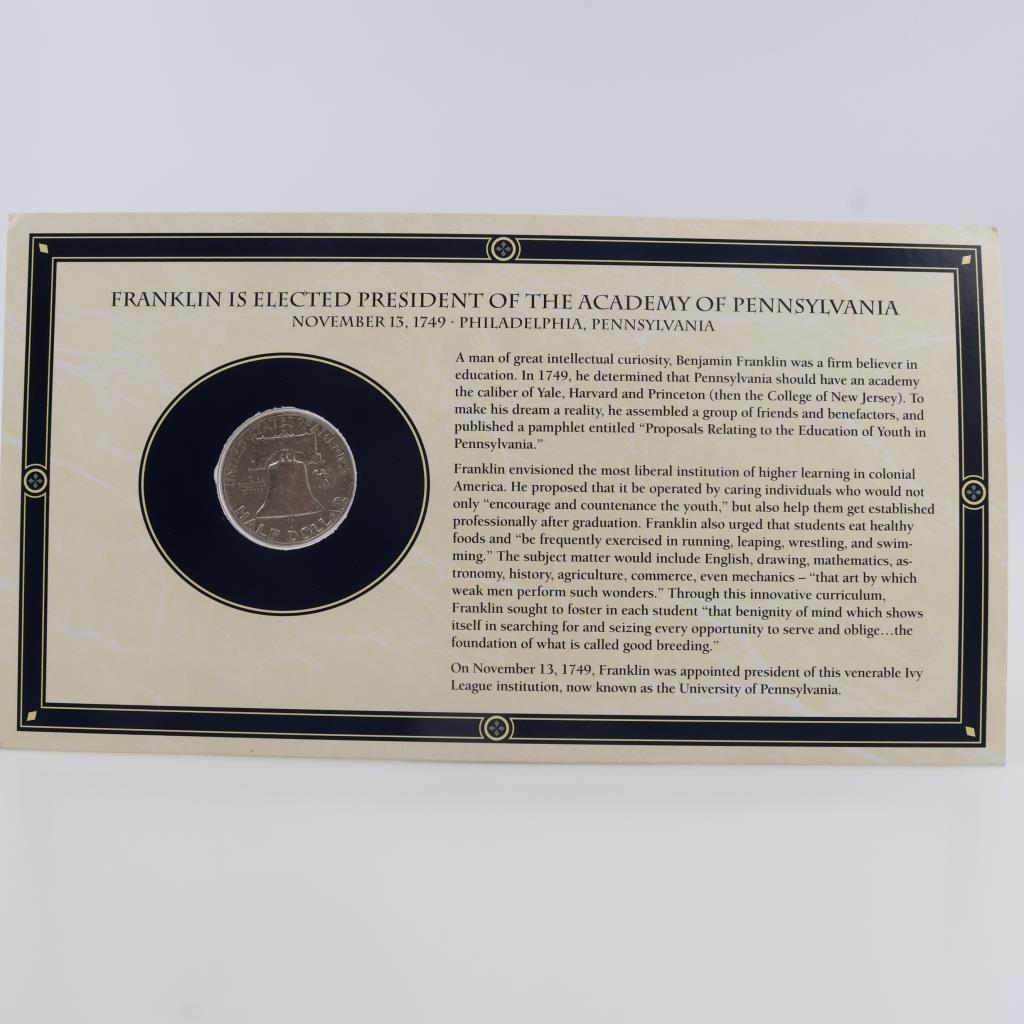 FRANKLIN IS ELECTED PRESIDENT OF THE ACADEMY OF PENNSYLVANIA
NOVEMBER 13, 1749 · PHILADELPHIA, PENNSYLVANIA
UNITED STATES OF AMERICA
HALF DOLLAR
A man of great intellectual curiosity, Benjamin Franklin was a firm believer in
education. In 1749, he determined that Pennsylvania should have an academy
the caliber of Yale, Harvard and Princeton (then the College of New Jersey). To
make his dream a reality, he assembled a group of friends and benefactors, and
published a pamphlet entitled “Proposals Relating to the Education of Youth in
Pennsylvania.”
Franklin envisioned the most liberal institution of higher learning in colonial
America. He proposed that it be operated by caring individuals who would not
only “encourage and countenance the youth,” but also help them get established
professionally after graduation. Franklin also urged that students eat healthy
foods and “be frequently exercised in running, leaping, wrestling, and swim-
ming.” The subject matter would include English, drawing, mathematics, as-
tronomy, history, agriculture, commerce, even mechanics – “that art by which
weak men perform such wonders.” Through this innovative curriculum,
Franklin sought to foster in each student “that benignity of mind which shows
itself in searching for and seizing every opportunity to serve and oblige…the
foundation of what is called good breeding.”
On November 13, 1749, Franklin was appointed president of this venerable Ivy
League institution, now known as the University of Pennsylvania.